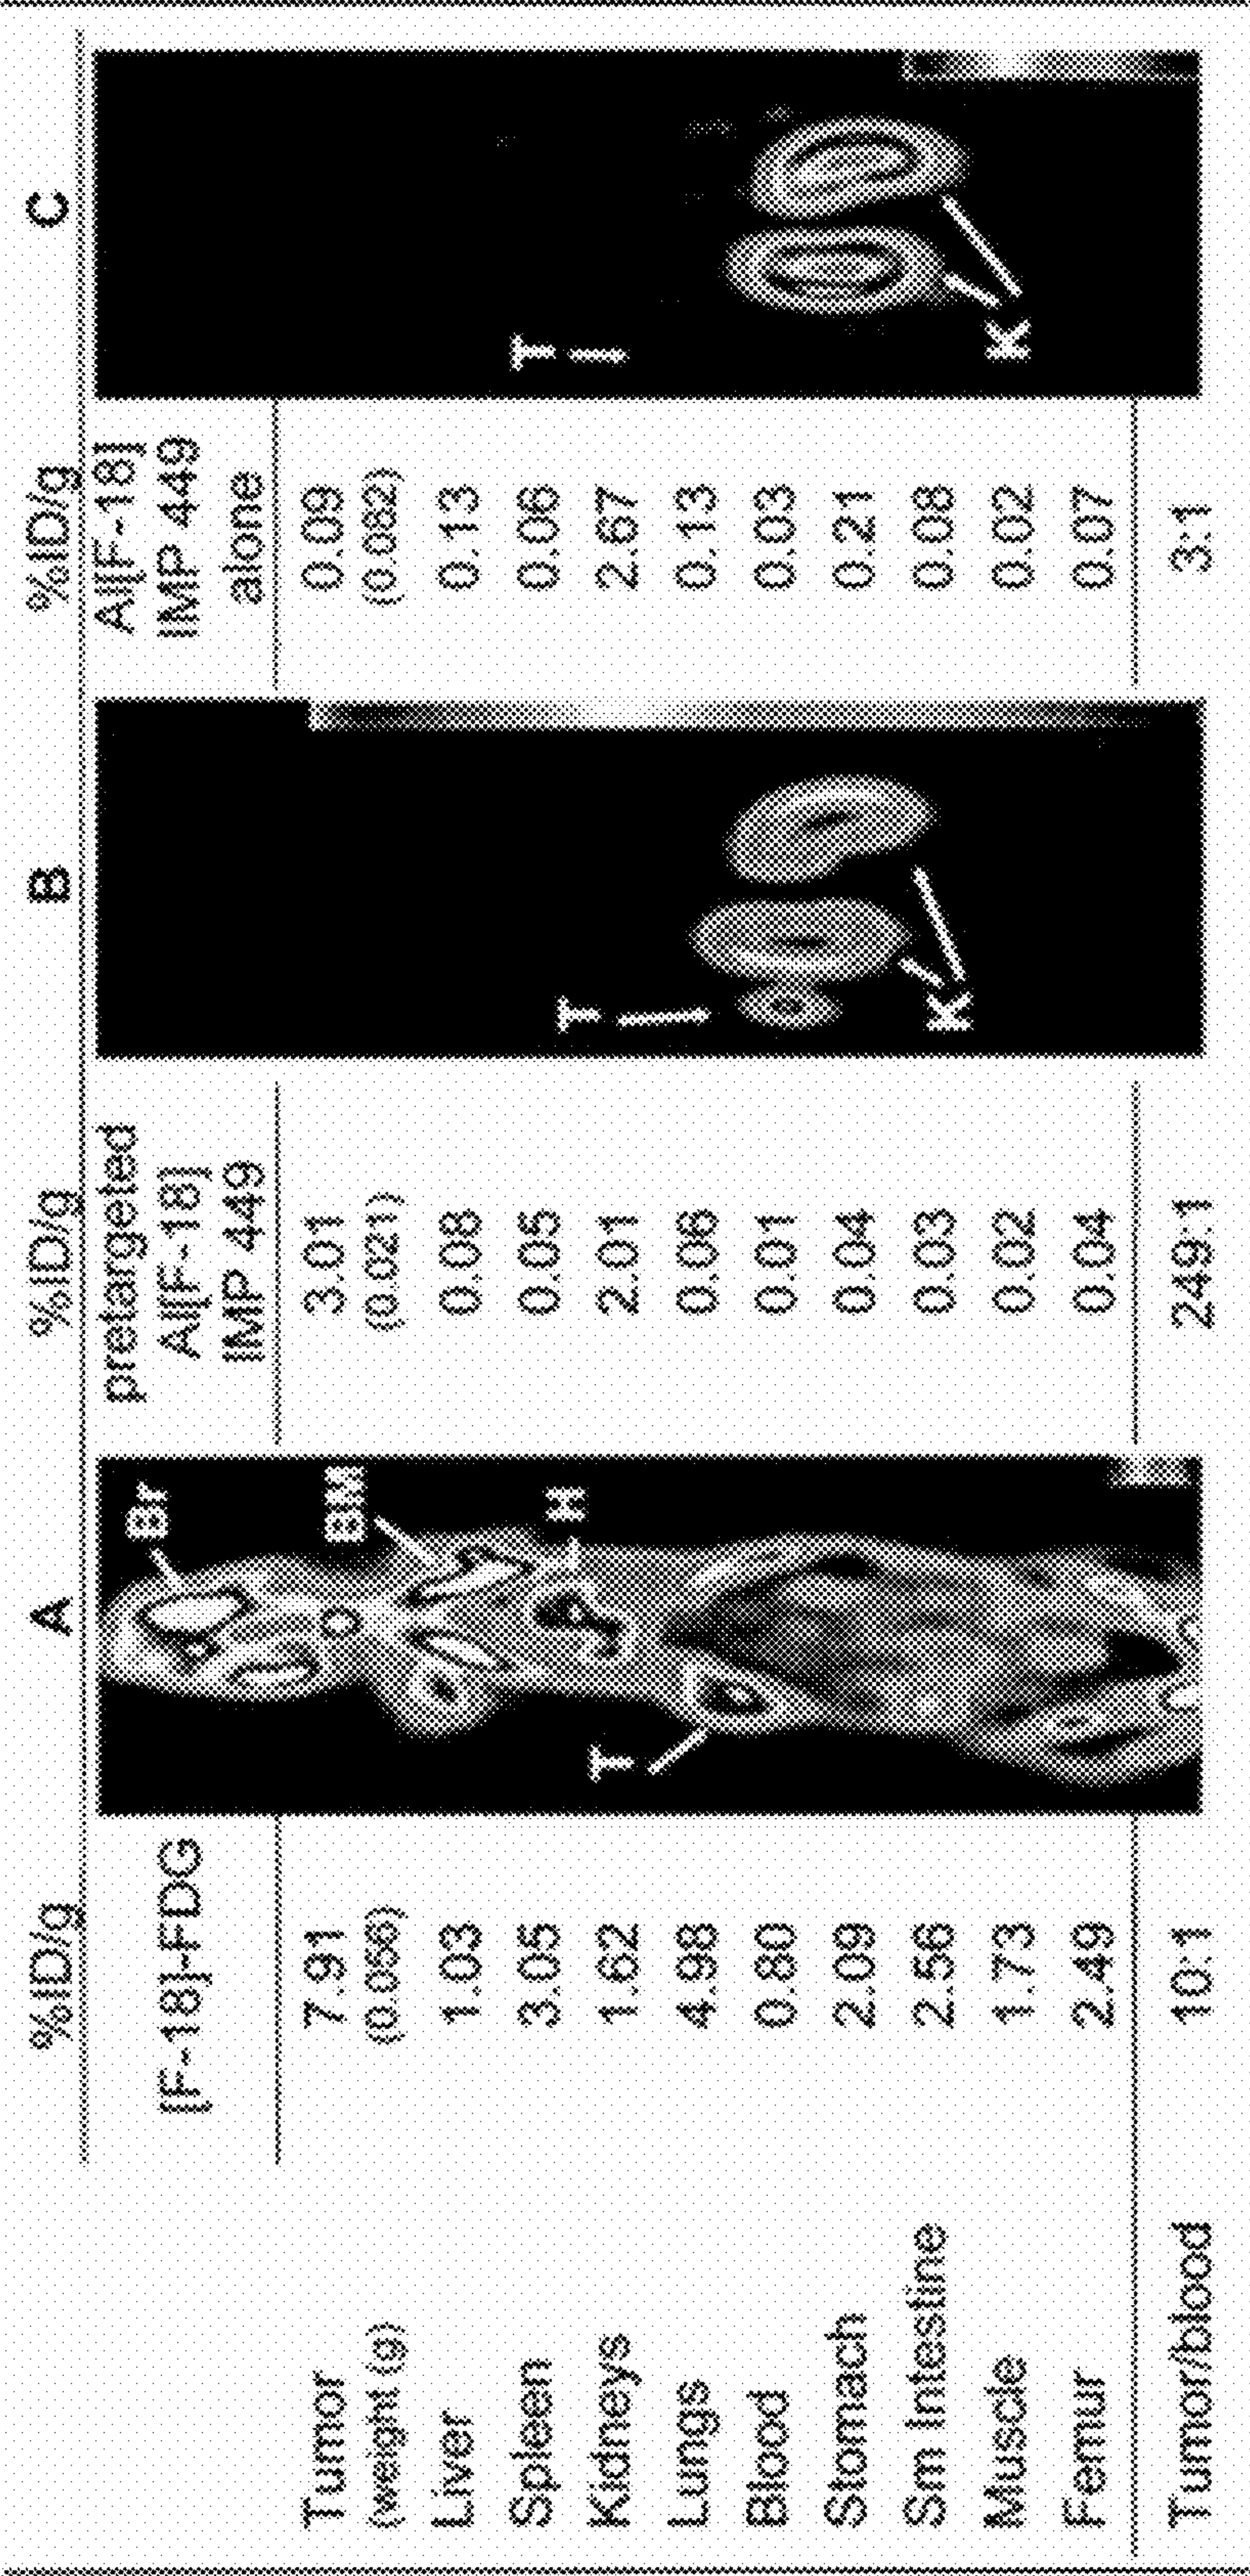 A B C
%ID/g %ID/g %ID/g
[F-18]-FDG
pretargeted
Al[F-18]
IMP 449
Al[F-18]
IMP 449
alone
Tumor 7.91 3.01 0.09
(weight (g) (0.056) (0.021) (0.082)
Liver 1.03 0.08 0.13
Spleen 3.05 0.05 0.06
Kidneys 1.62 2.01 2.67
Lungs 4.98 0.06 0.13
Blood 0.80 0.01 0.03
Stomach 2.09 0.04 0.21
Sm Intestine 2.56 0.03 0.08
Muscle 1.73 0.02 0.02
Femur 2.49 0.04 0.07
Tumor/blood 10:1 249:1 3:1
Br
BM
H
T
T
K
T
K